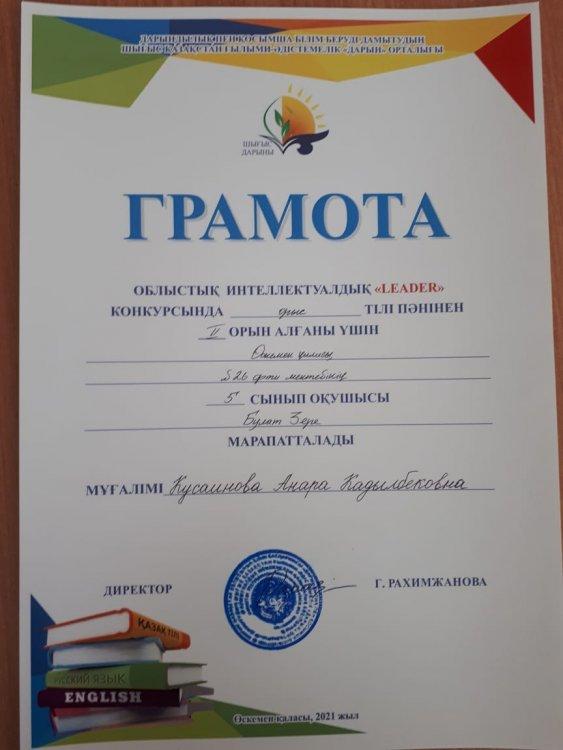 ДАРЫНДЫЛЫҚ ПЕН ҚОСЫМША БІЛІМ БЕРУДІ ДАМЫТУДЫҢ
ШЫҒЫС ҚАЗАҚСТАН ҒЫЛЫМИ-ӘДІСТЕМЕЛІК «ДАРЫН» ОРТАЛЫҒЫ
ШЫҒЫС
ДАРЫНЫ
ГРАМОТА
ОБЛЫСТЫҚ ИНТЕЛЛЕКТУАЛДЫҚ «LEADER»
КОНКУРСЫНДА орыс ТІЛІ ПӘНІНЕН
II ОРЫН АЛҒАНЫ ҮШІН
Өскемен қаласы
№26 орта мектебінің
5 СЫНЫП ОҚУШЫСЫ
Булат Зере
МАРАПАТТАЛАДЫ
МҰҒАЛІМІ Кусаинова Анара Кадылбековна
ДИРЕКТОР Г. РАХИМЖАНОВА
ҚАЗАҚ ТІЛІ
РУССКИЙ ЯЗЫК
ENGLISH
Өскемен қаласы, 2021 жыл